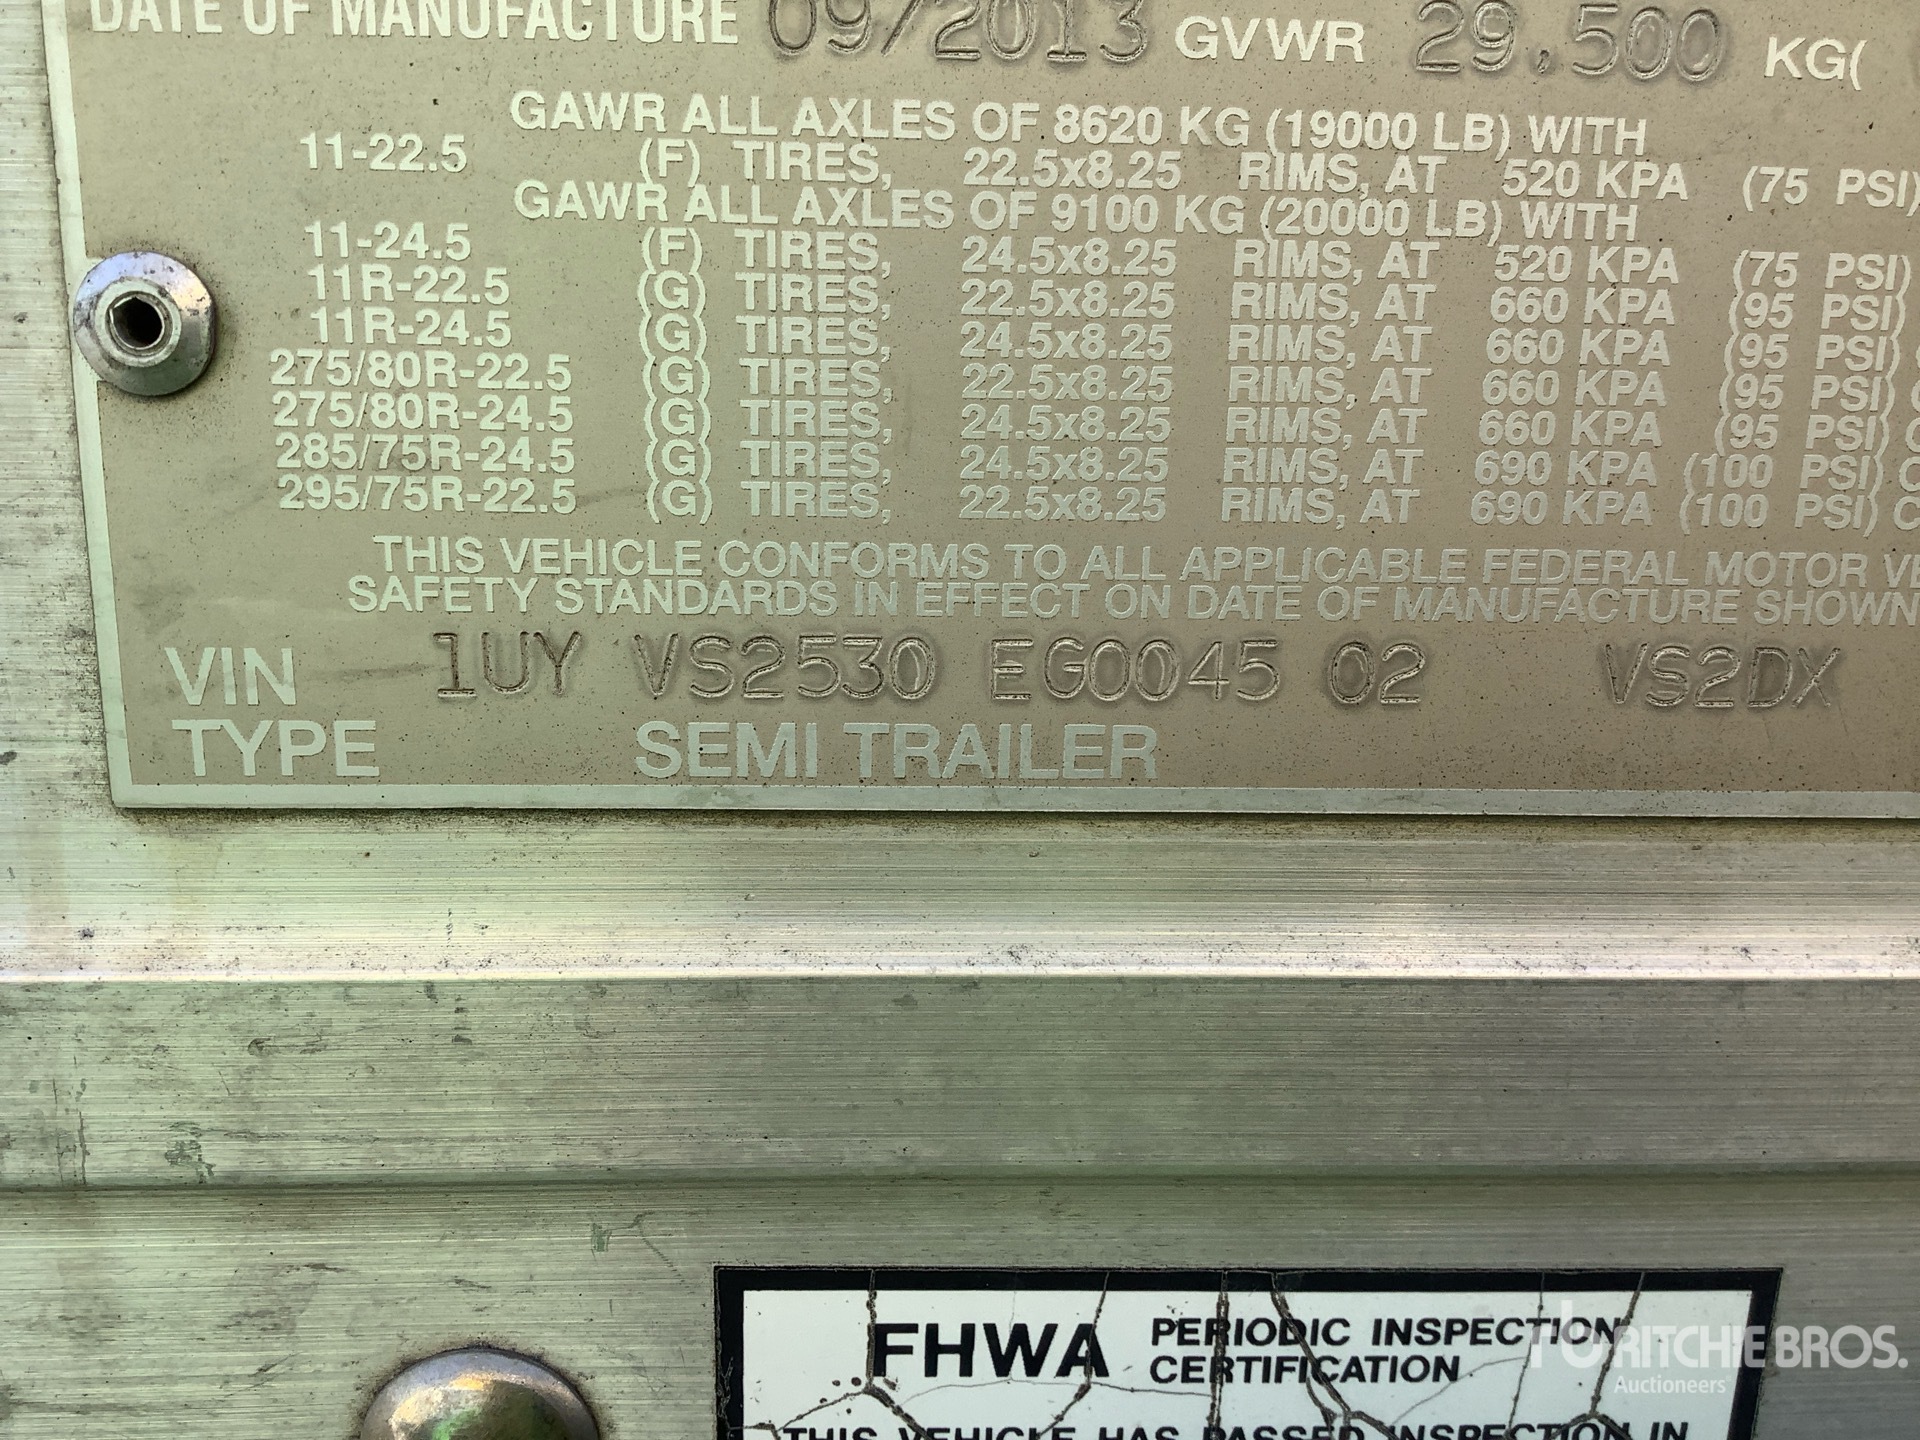 DATE OF MANUFACTURE 09/2013 GVWR 29.500 KG(
GAWR ALL AXLES OF 8620 KG (19000 LB) WITH
11-22.5 (F) TIRES, 22.5x8.25 RIMS, AT 520 KPA (75 PSI)
GAWR ALL AXLES OF 9100 KG (20000 LB) WITH
11-24.5 (F) TIRES, 24.5x8.25 RIMS, AT 520 KPA (75 PSI)
11R-22.5 (G) TIRES, 22.5x8.25 RIMS, AT 660 KPA (95 PSI)
11R-24.5 (G) TIRES, 24.5x8.25 RIMS, AT 660 KPA (95 PSI)
275/80R-22.5 (G) TIRES, 22.5x8.25 RIMS, AT 660 KPA (95 PSI)
275/80R-24.5 (G) TIRES, 24.5x8.25 RIMS, AT 660 KPA (95 PSI)
285/75R-24.5 (G) TIRES, 24.5x8.25 RIMS, AT 690 KPA (100 PSI)
295/75R-22.5 (G) TIRES, 22.5x8.25 RIMS, AT 690 KPA (100 PSI)
THIS VEHICLE CONFORMS TO ALL APPLICABLE FEDERAL MOTOR VE
SAFETY STANDARDS IN EFFECT ON DATE OF MANUFACTURE SHOWN
VIN 1UY VS2530 EG0045 02 VS2DX
TYPE SEMI TRAILER
FHWA PERIODIC INSPECTION
CERTIFICATION
THIS VEHICLE HAS PASSED INSPECTION IN
RITCHIE BROS.
Auctioneers